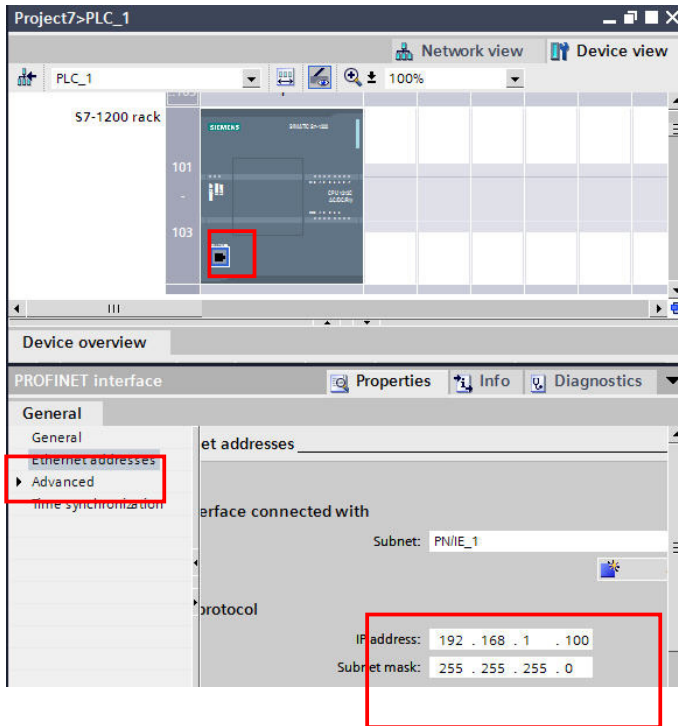 Project7>PLC_1
Network view
Device view
PLC_1
100%
S7-1200 rack
SIEMENS
101
-
103
Device overview
PROFINET interface
Properties
Info
Diagnostics
General
General
et addresses
Ethernet addresses
Advanced
Time synchronization
erface connected with
Subnet: PN/IE_1
protocol
IP address: 192 . 168 . 1 . 100
Subnet mask: 255 . 255 . 255 . 0